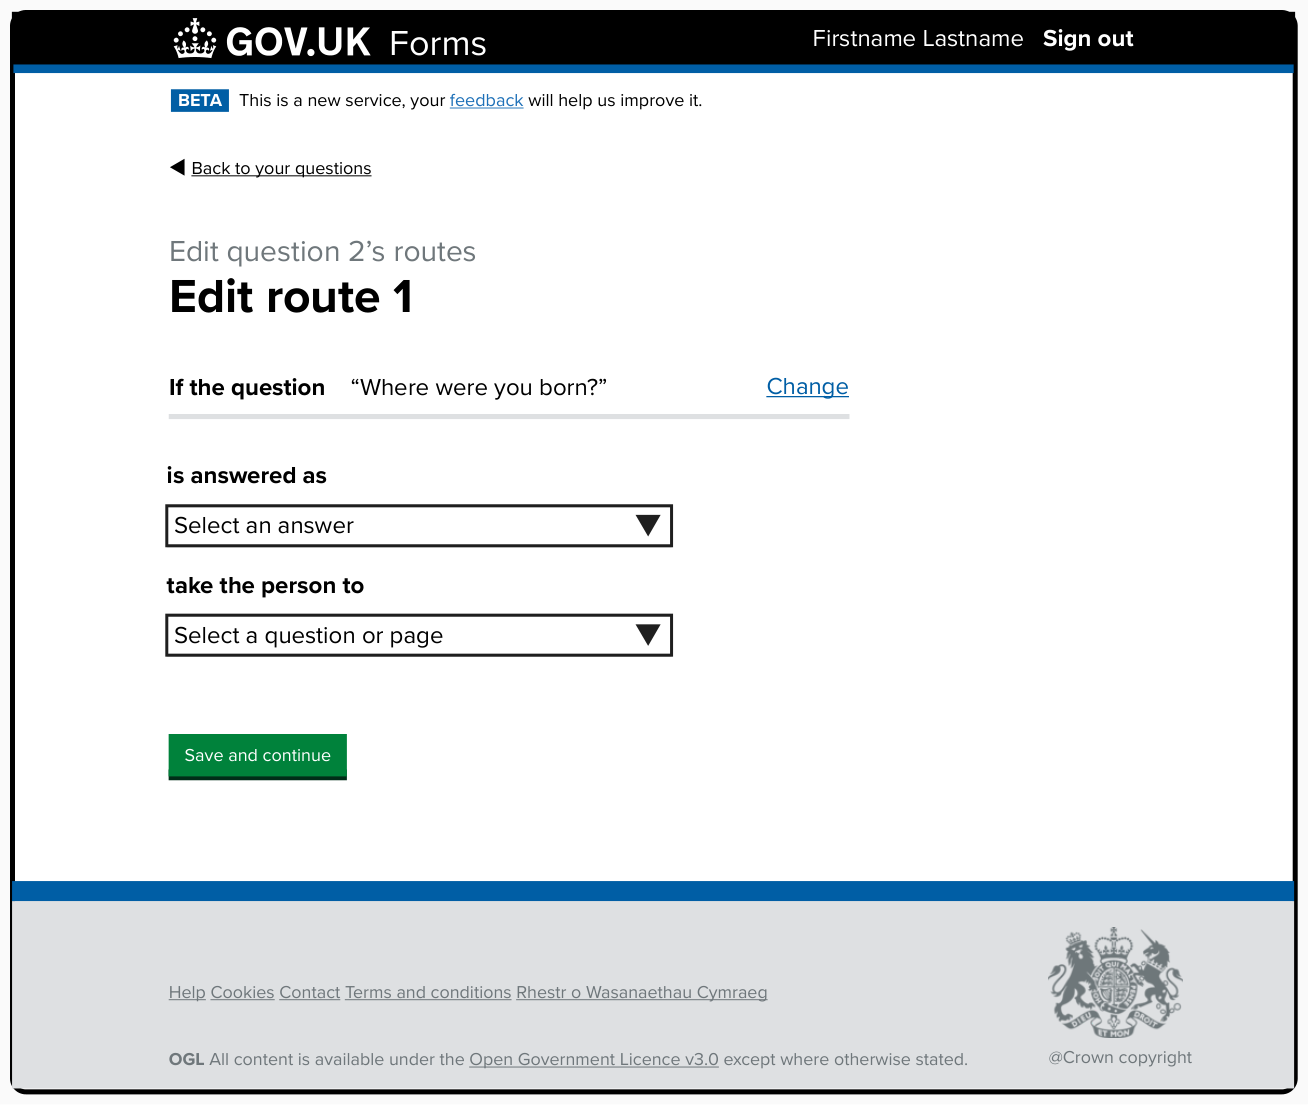 GOV.UK Forms
Firstname Lastname Sign out
BETA This is a new service, your feedback will help us improve it.
Back to your questions
Edit question 2’s routes
Edit route 1
If the question “Where were you born?” Change
is answered as
Select an answer
take the person to
Select a question or page
Save and continue
Help Cookies Contact Terms and conditions Rhestr o Wasanaethau Cymraeg
DIEU ET MON DROIT
OGL All content is available under the Open Government Licence v3.0 except where otherwise stated.
@Crown copyright